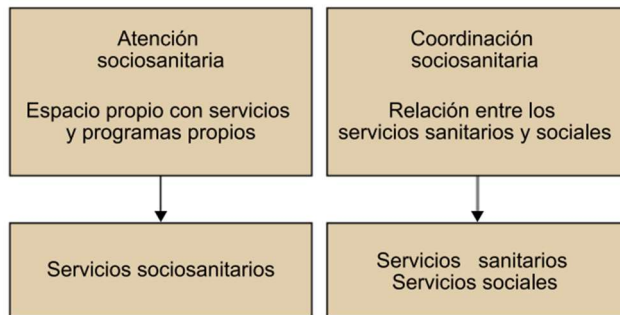 Atención
sociosanitaria
Espacio propio con servicios
y programas propios
Coordinación
sociosanitaria
Relación entre los
servicios sanitarios y sociales
Servicios sociosanitarios
Servicios sanitarios
Servicios sociales